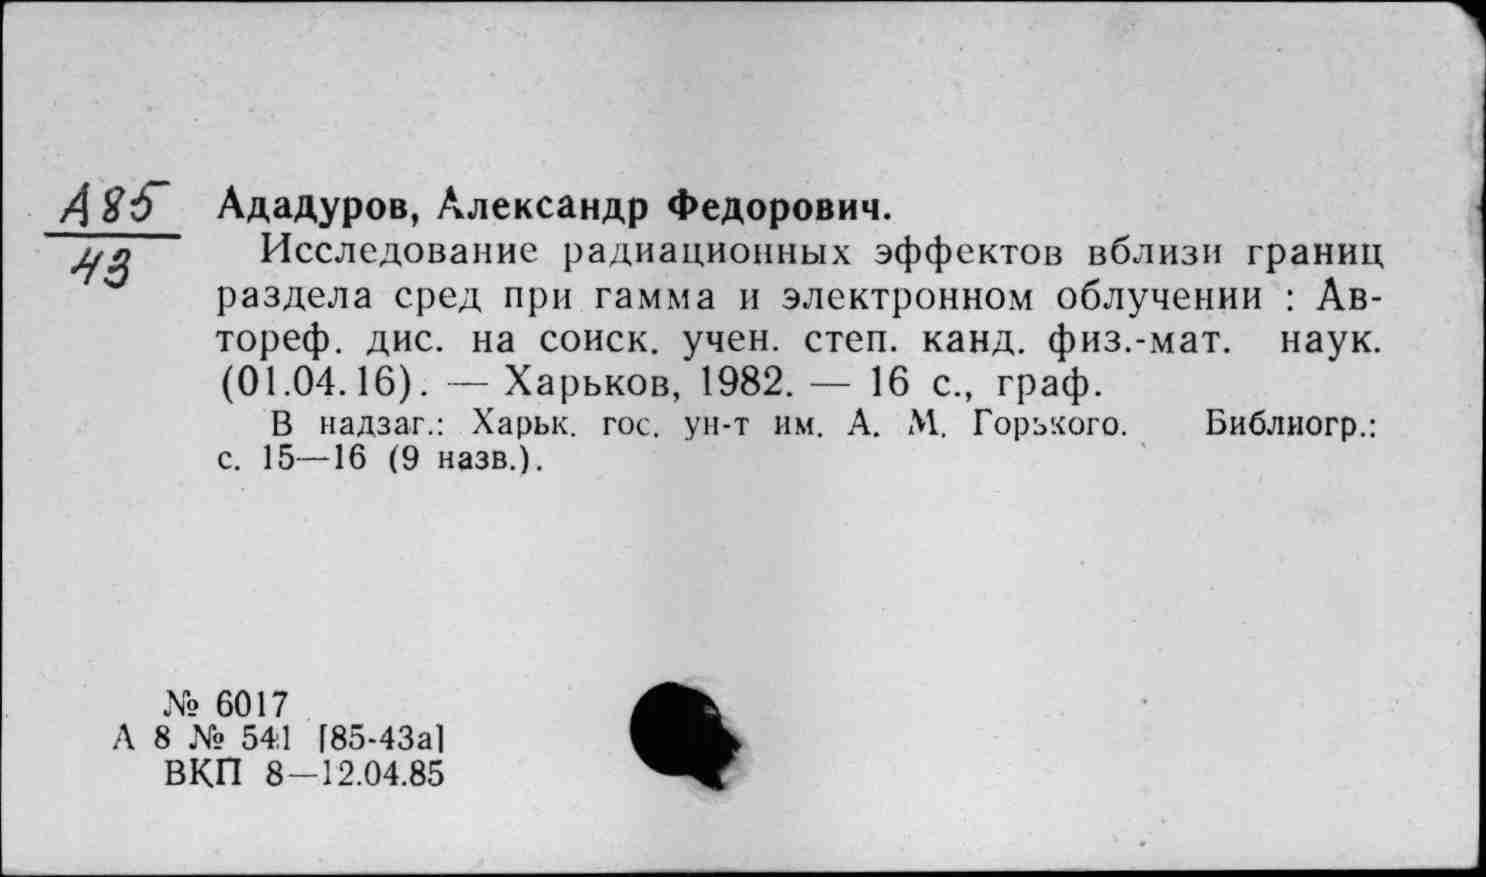 А85
43
Ададуров, Александр Федорович.
Исследование радиационных эффектов вблизи границ
раздела сред при гамма и электронном облучении : Ав-
тореф. дис. на соиск. учен. степ. канд. физ.-мат. наук.
(01.04.16). — Харьков, 1982. — 16 с., граф.
В надзаг.: Харьк. гос. ун-т им. А. М. Горького. Библиогр.:
с. 15—16 (9 назв.).
№ 6017
А 8 № 541 [85-43а]
ВКП 8—12.04.85